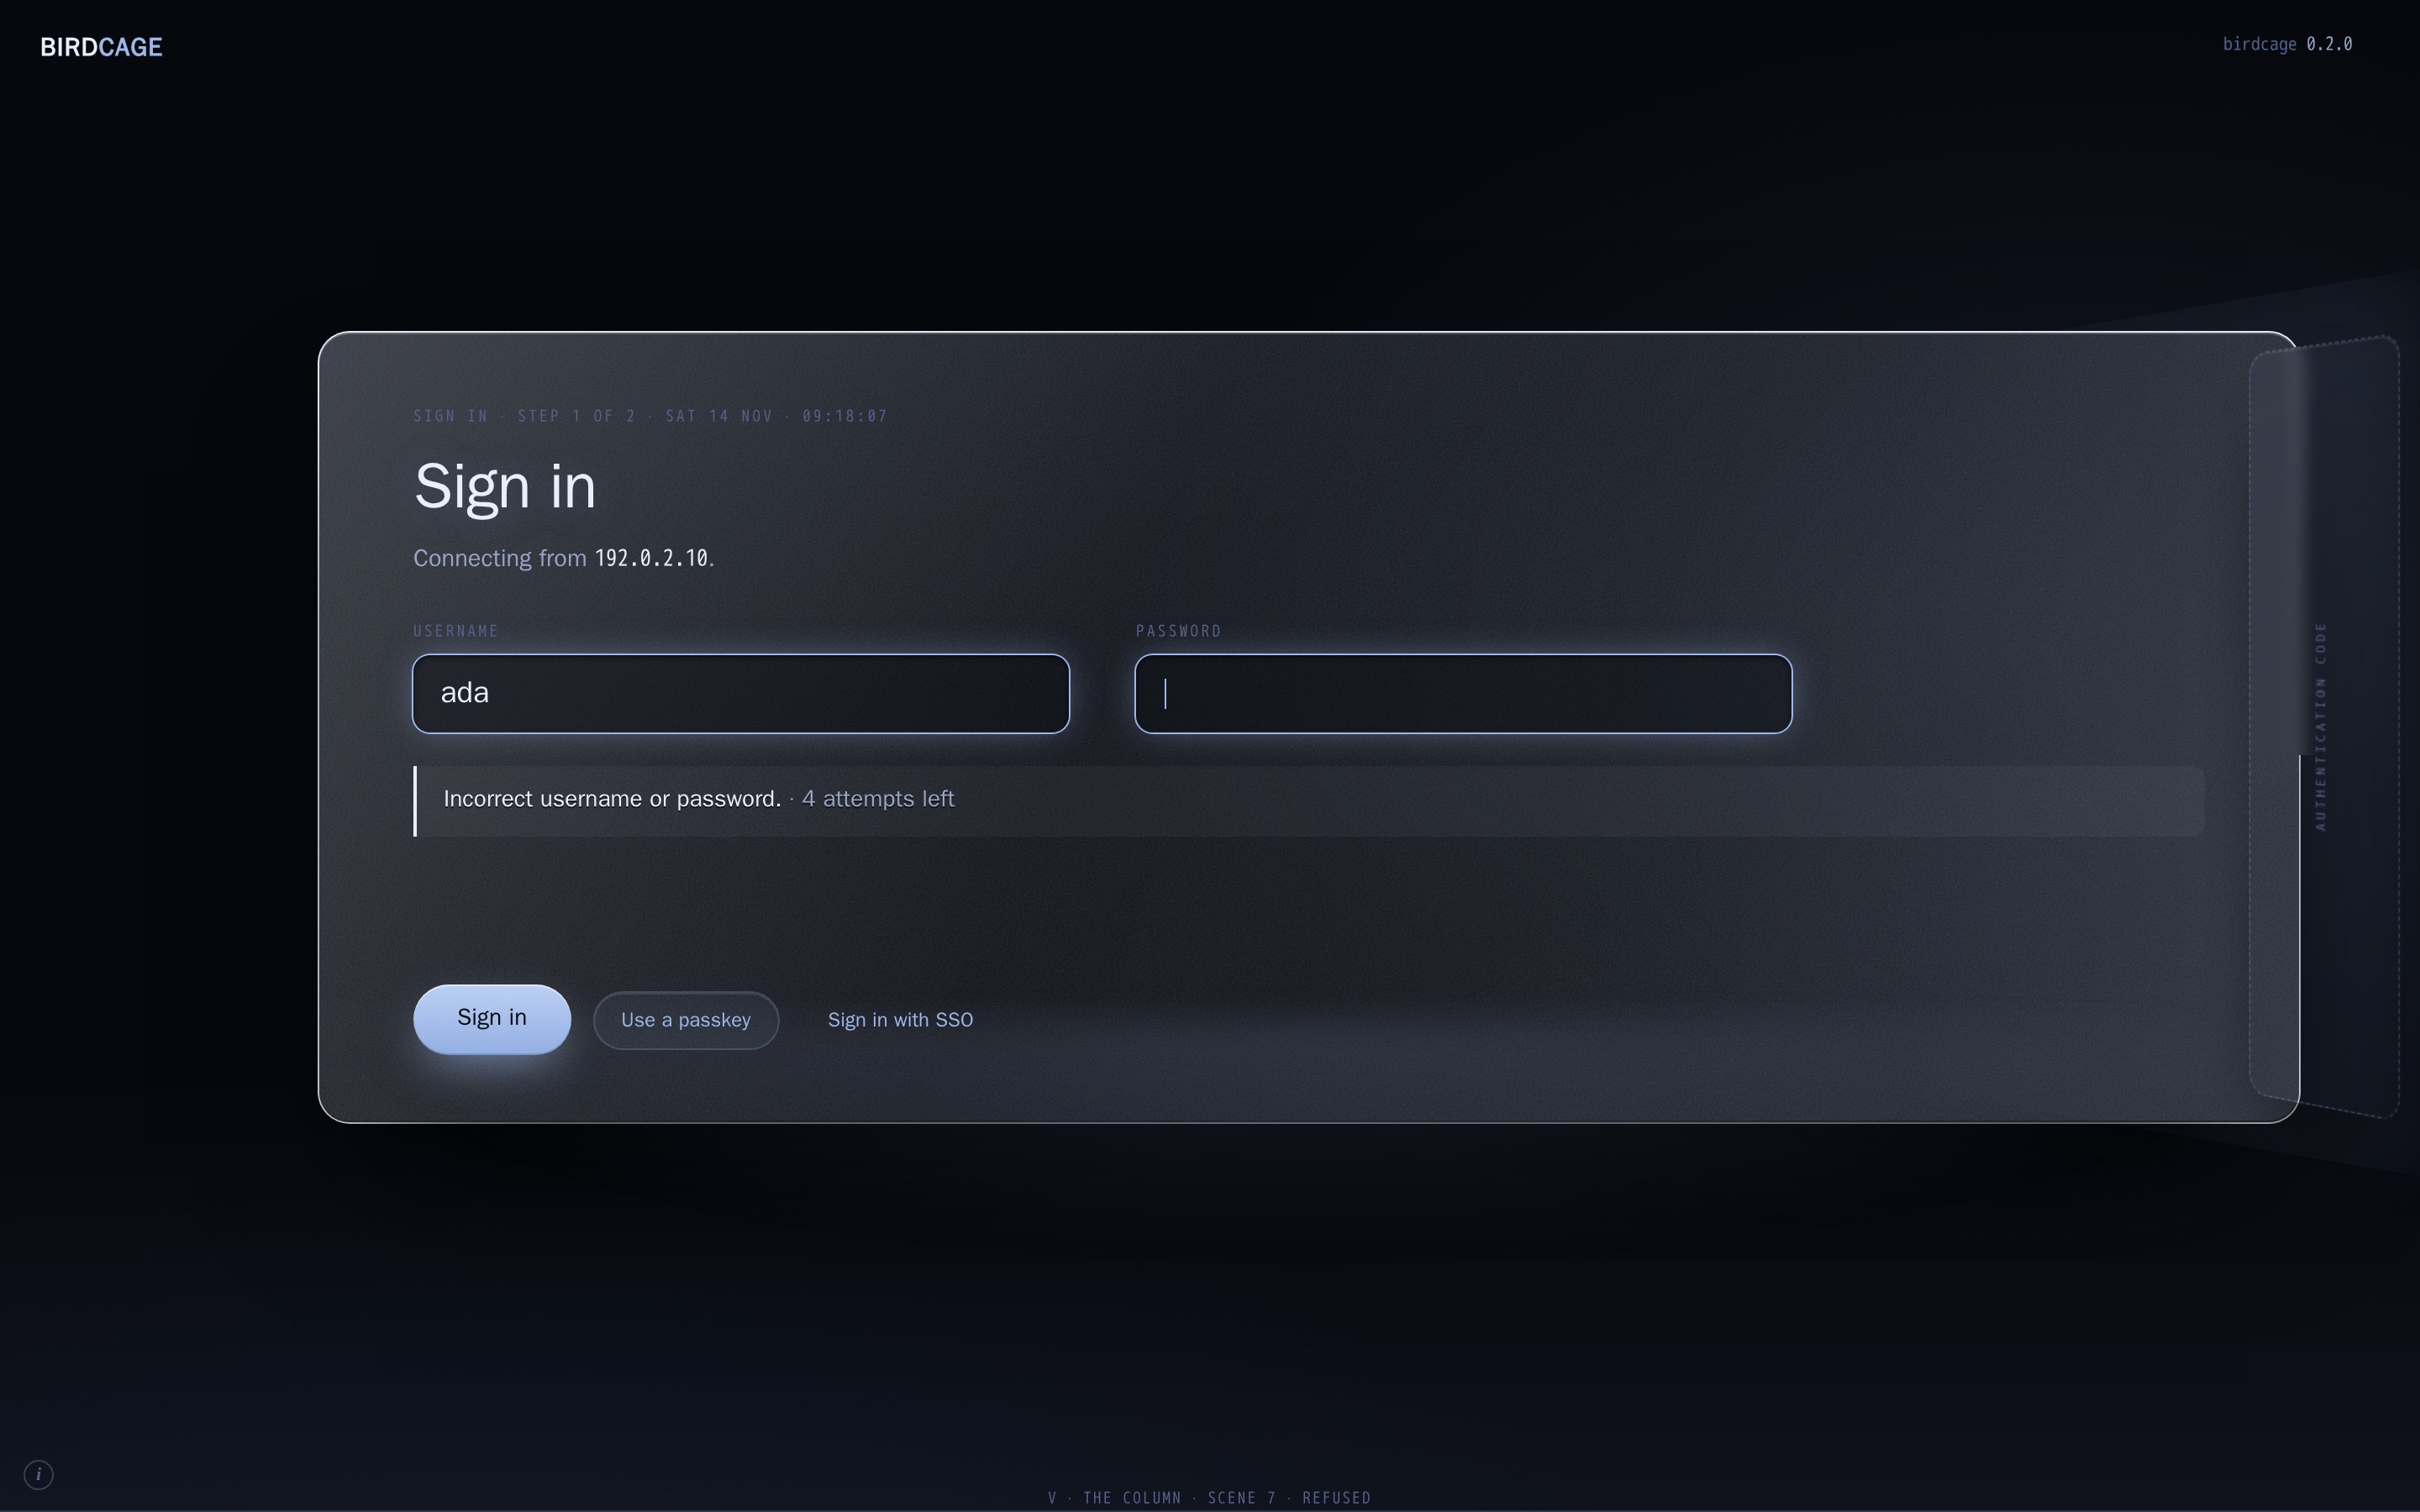 BIRDCAGE
birdcage 0.2.0
SIGN IN · STEP 1 OF 2 · SAT 14 NOV · 09:18:07
Sign in
Connecting from 192.0.2.10.
USERNAME
PASSWORD
ada
Incorrect username or password. · 4 attempts left
Sign in
Use a passkey
Sign in with SSO
AUTHENTICATION CODE
i
V · THE COLUMN · SCENE 7 · REFUSED